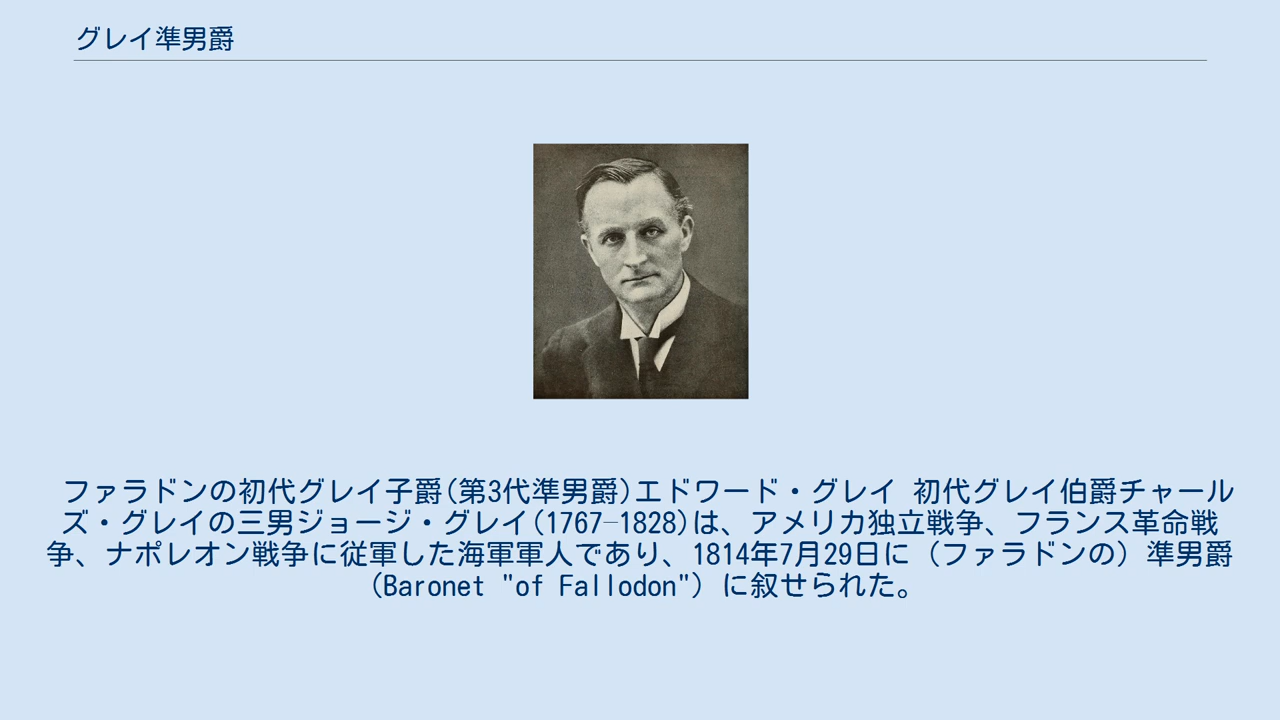 グレイ準男爵
ファラドンの初代グレイ子爵(第3代準男爵)エドワード・グレイ 初代グレイ伯爵チャール
ズ・グレイの三男ジョージ・グレイ(1767–1828)は、アメリカ独立戦争、フランス革命戦
争、ナポレオン戦争に従軍した海軍軍人であり、1814年7月29日に（ファラドンの）準男爵
（Baronet "of Fallodon"）に叙せられた。